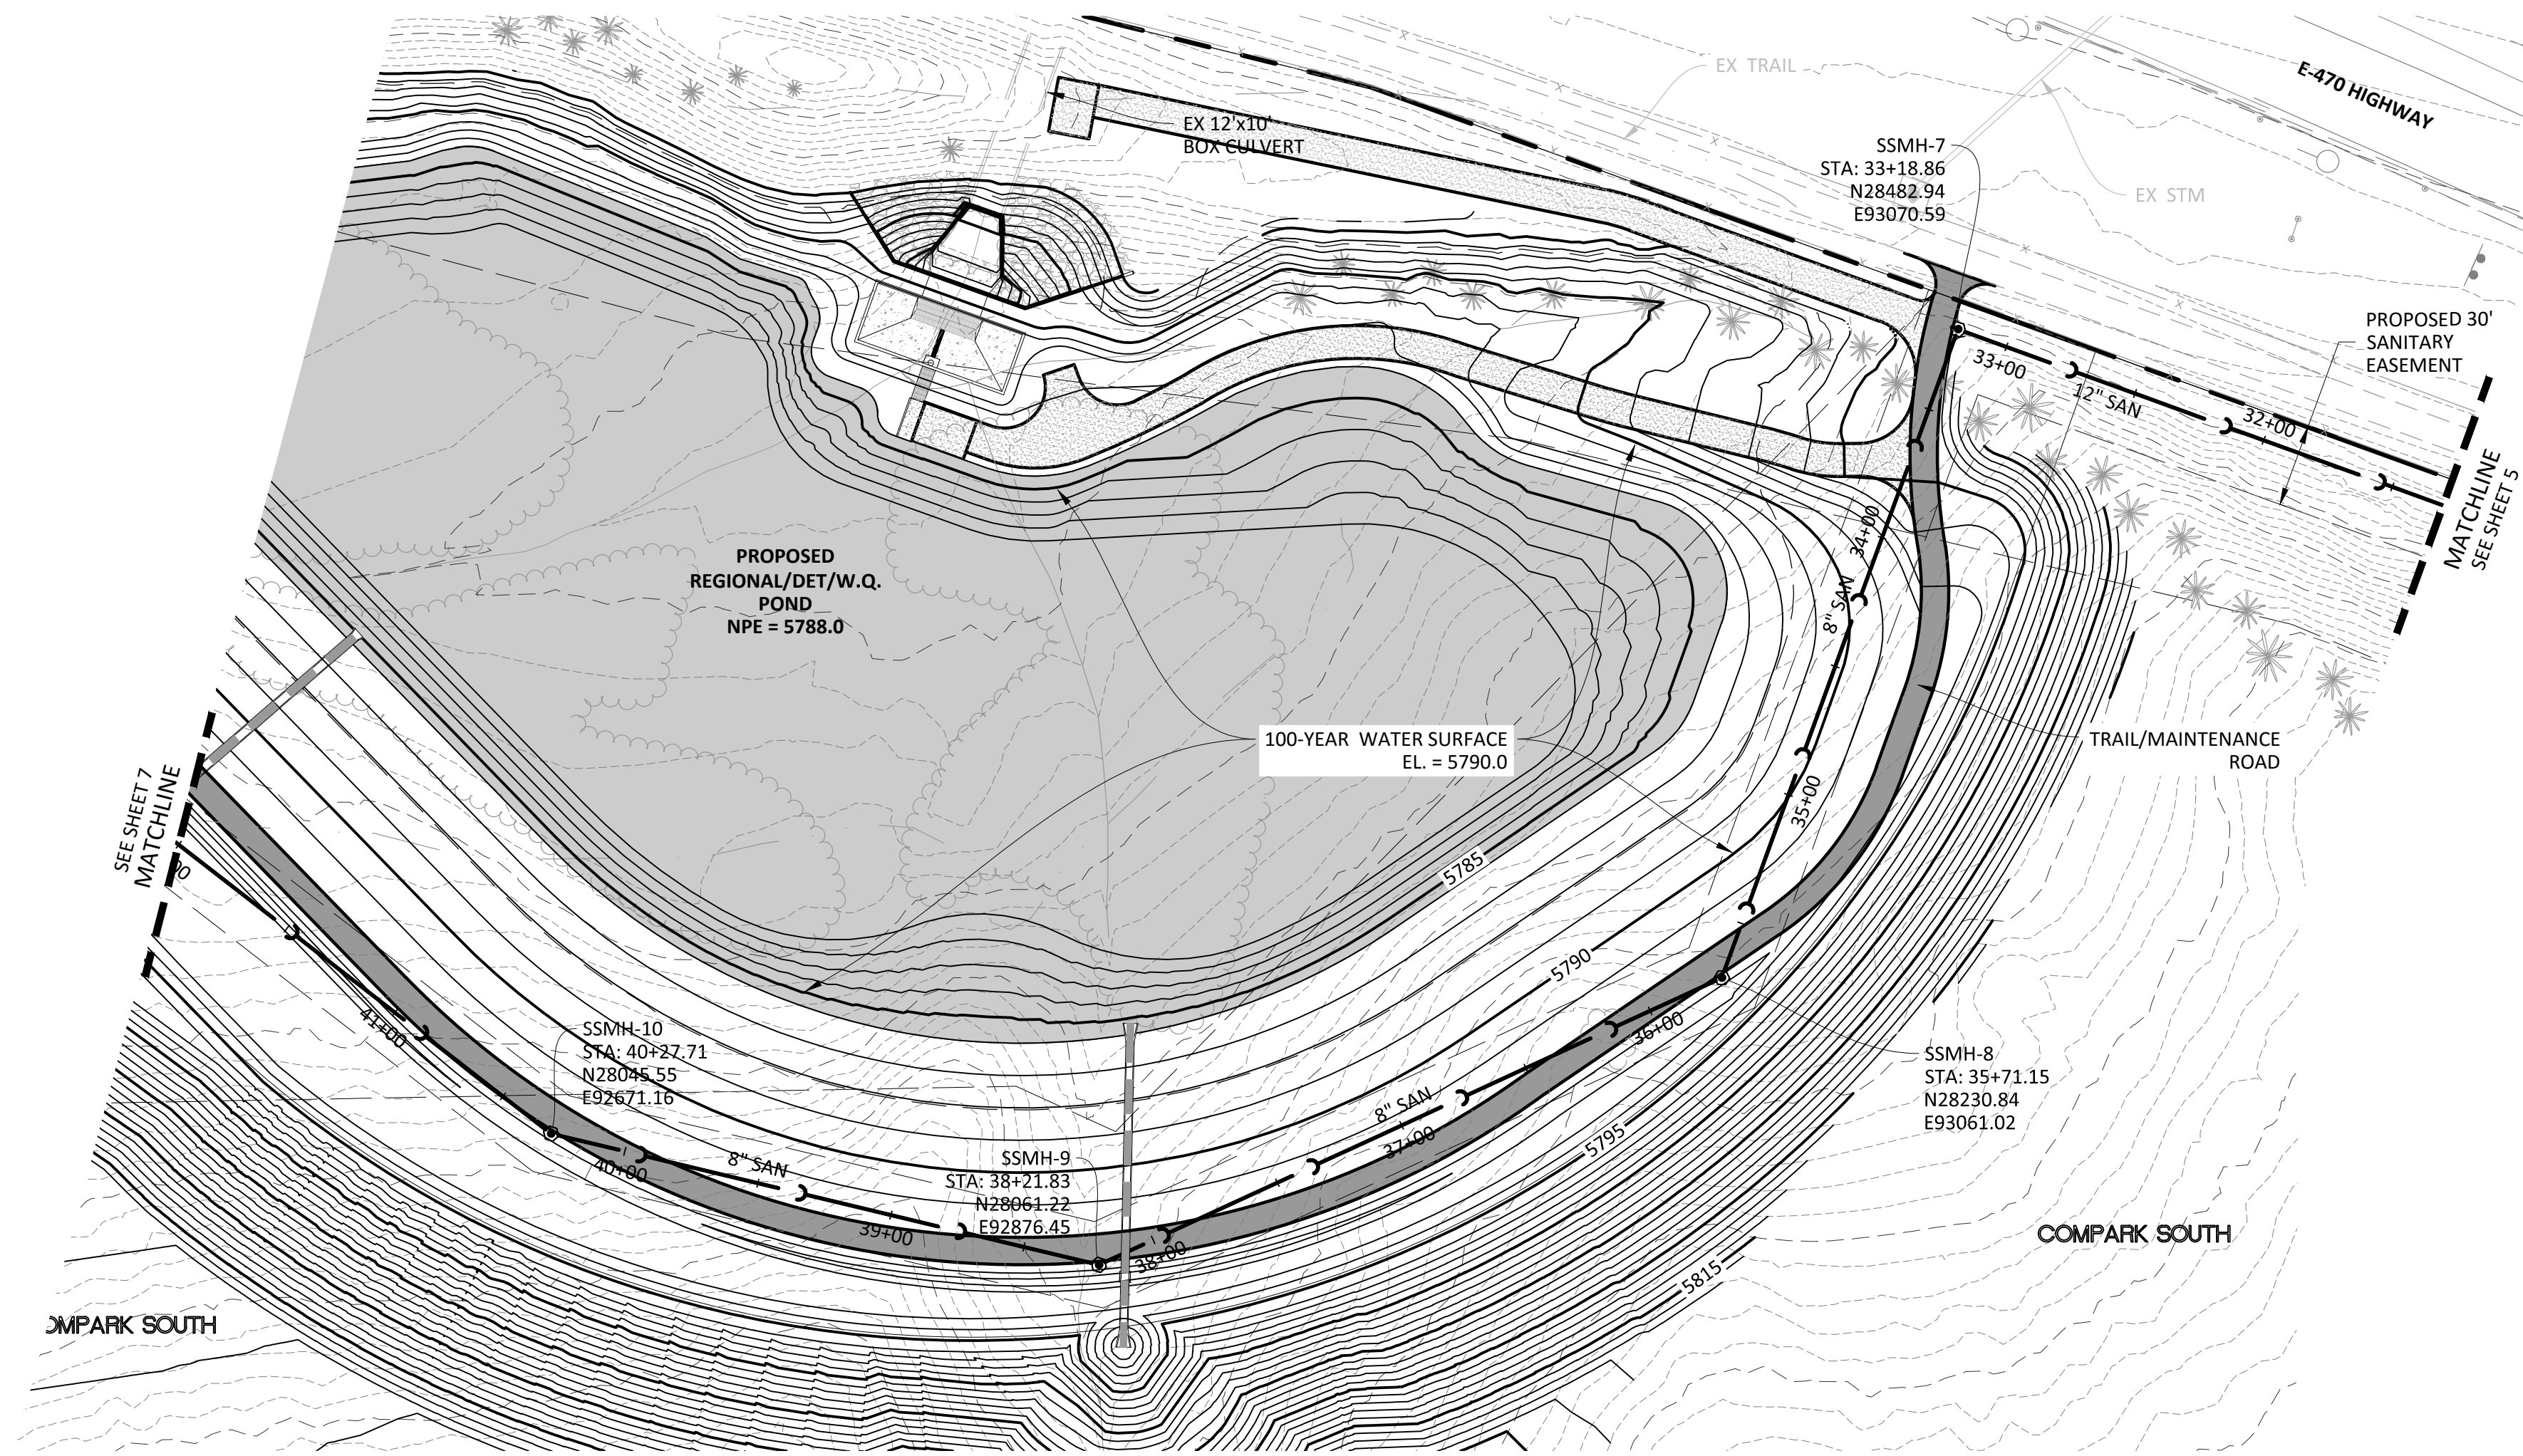 EX TRAIL
E-470 HIGHWAY
EX 12'x10'
BOX CULVERT
SSMH-7
STA: 33+18.86
N28482.94
E93070.59
EX STM
PROPOSED 30'
SANITARY
EASEMENT
33+00
12" SAN
32+00
MATCHLINE
SEE SHEET 5
34+00
8" SAN
35+00
PROPOSED
REGIONAL/DET/W.Q.
POND
NPE = 5788.0
100-YEAR WATER SURFACE
EL. = 5790.0
TRAIL/MAINTENANCE
ROAD
SEE SHEET 7
MATCHLINE
00
5785
5790
41+00
SSMH-10
STA: 40+27.71
N28045.55
E92671.16
36+00
SSMH-8
STA: 35+71.15
N28230.84
E93061.02
8" SAN
37+00
5795
40+00
8" SAN
SSMH-9
STA: 38+21.83
N28061.22
E92876.45
39+00
38+00
5815
COMPARK SOUTH
OMPARK SOUTH